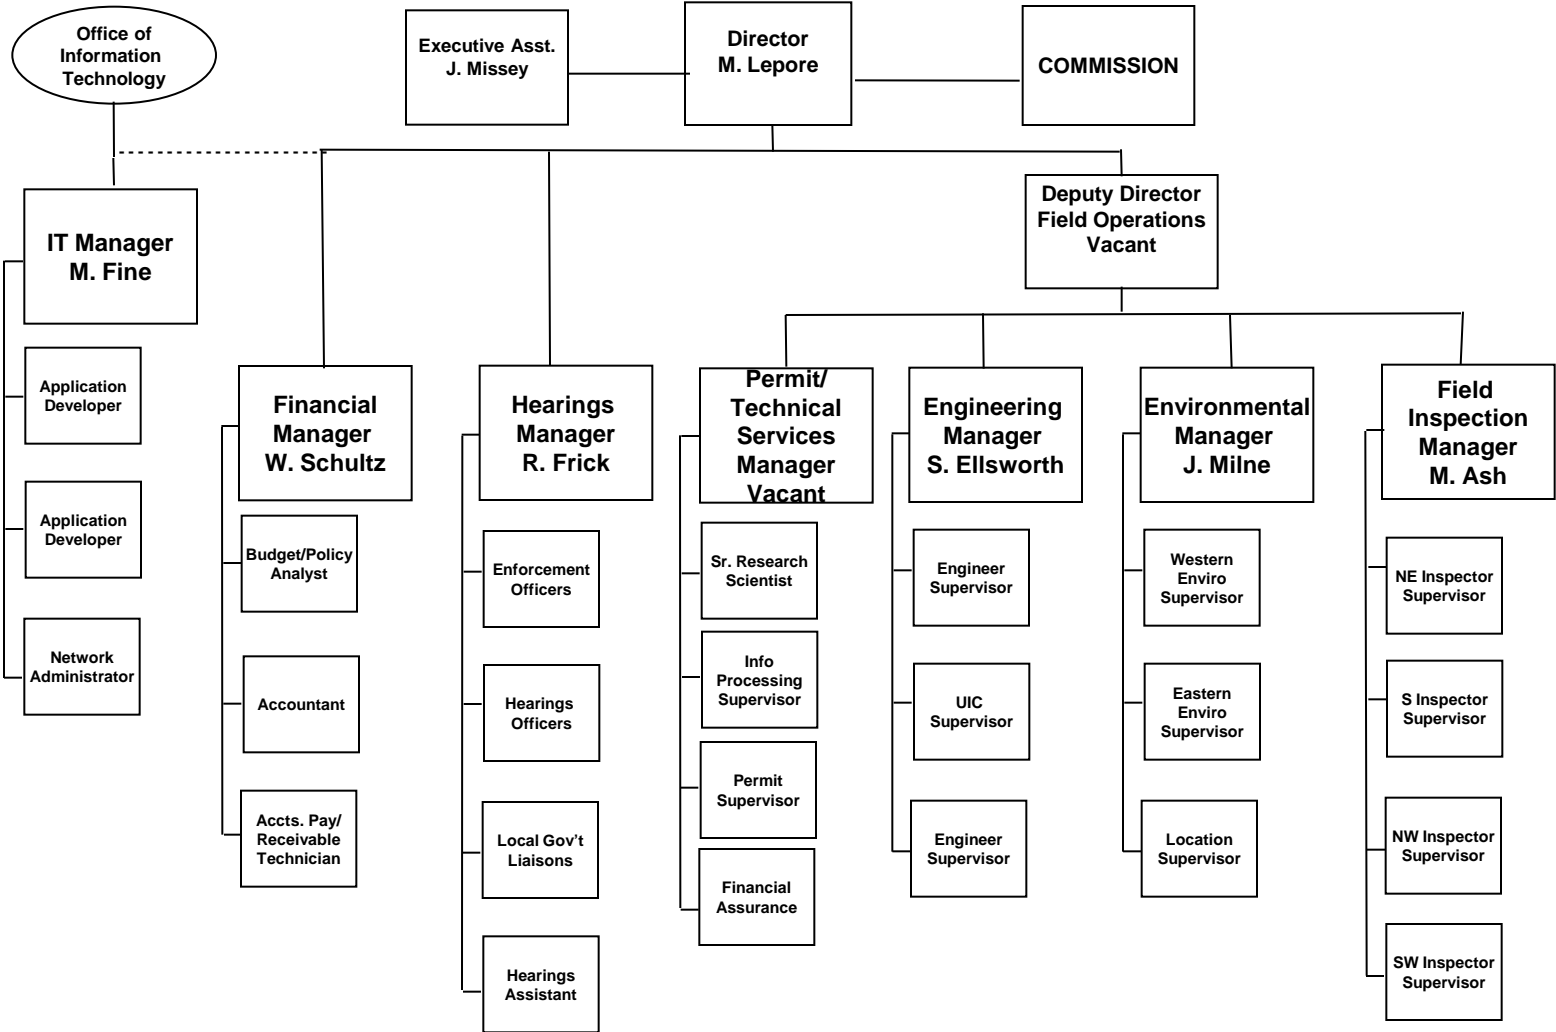 Office of
Information
Technology
Executive Asst.
J. Missey
Director
M. Lepore
COMMISSION
Deputy Director
Field Operations
Vacant
IT Manager
M. Fine
Application
Developer
Application
Developer
Network
Administrator
Financial
Manager
W. Schultz
Budget/Policy
Analyst
Accountant
Accts. Pay/
Receivable
Technician
Hearings
Manager
R. Frick
Enforcement
Officers
Hearings
Officers
Local Gov’t
Liaisons
Hearings
Assistant
Permit/
Technical
Services
Manager
Vacant
Sr. Research
Scientist
Info
Processing
Supervisor
Permit
Supervisor
Financial
Assurance
Engineering
Manager
S. Ellsworth
Engineer
Supervisor
UIC
Supervisor
Engineer
Supervisor
Environmental
Manager
J. Milne
Western
Enviro
Supervisor
Eastern
Enviro
Supervisor
Location
Supervisor
Field
Inspection
Manager
M. Ash
NE Inspector
Supervisor
S Inspector
Supervisor
NW Inspector
Supervisor
SW Inspector
Supervisor